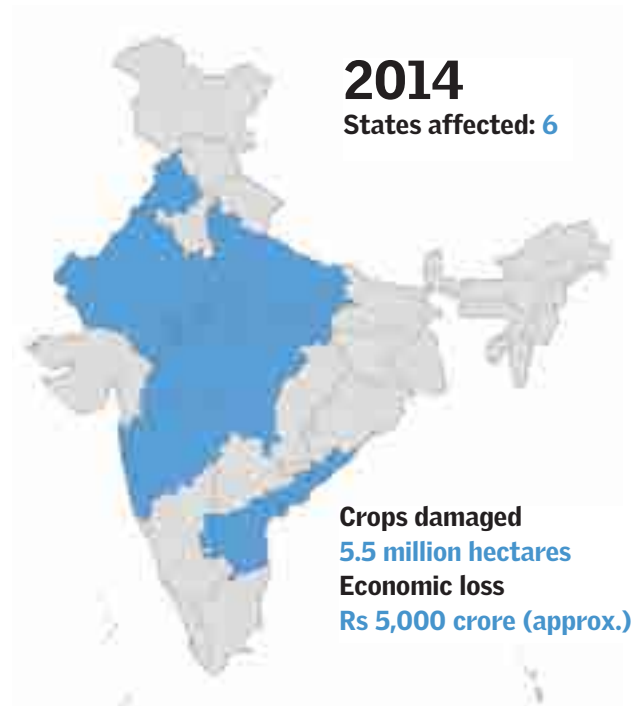 2014
States affected: 6
Crops damaged
5.5 million hectares
Economic loss
Rs 5,000 crore (approx.)